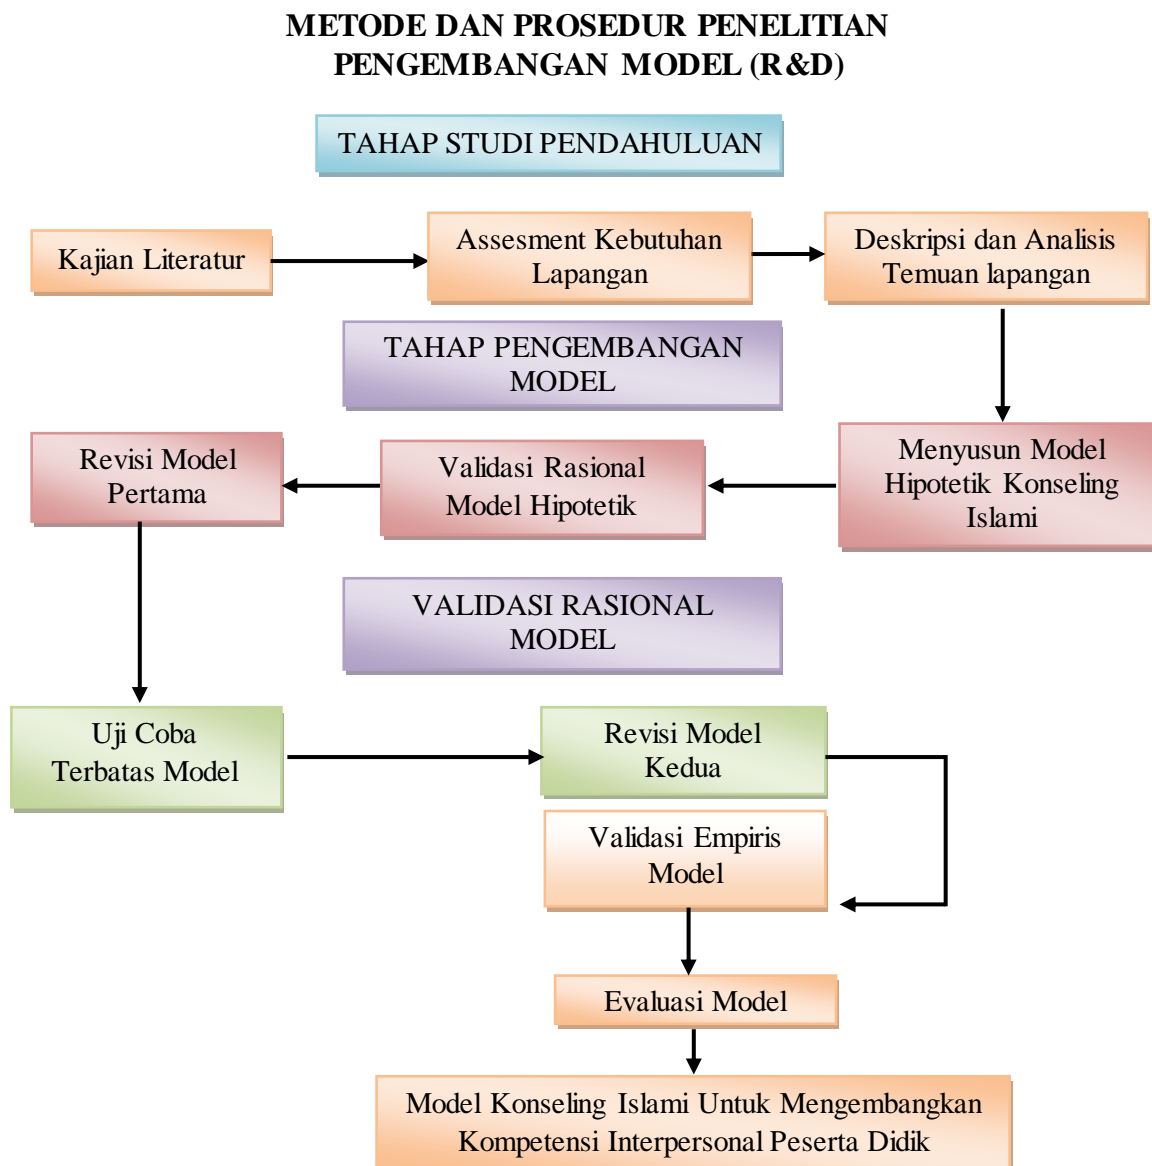 METODE DAN PROSEDUR PENELITIAN
PENGEMBANGAN MODEL (R&D)
TAHAP STUDI PENDAHULUAN
Kajian Literatur
Assesment Kebutuhan
Lapangan
Deskripsi dan Analisis
Temuan lapangan
TAHAP PENGEMBANGAN
MODEL
Menyusun Model
Hipotetik Konseling
Islami
Validasi Rasional
Model Hipotetik
Revisi Model
Pertama
VALIDASI RASIONAL
MODEL
Uji Coba
Terbatas Model
Revisi Model
Kedua
Validasi Empiris
Model
Evaluasi Model
Model Konseling Islami Untuk Mengembangkan
Kompetensi Interpersonal Peserta Didik